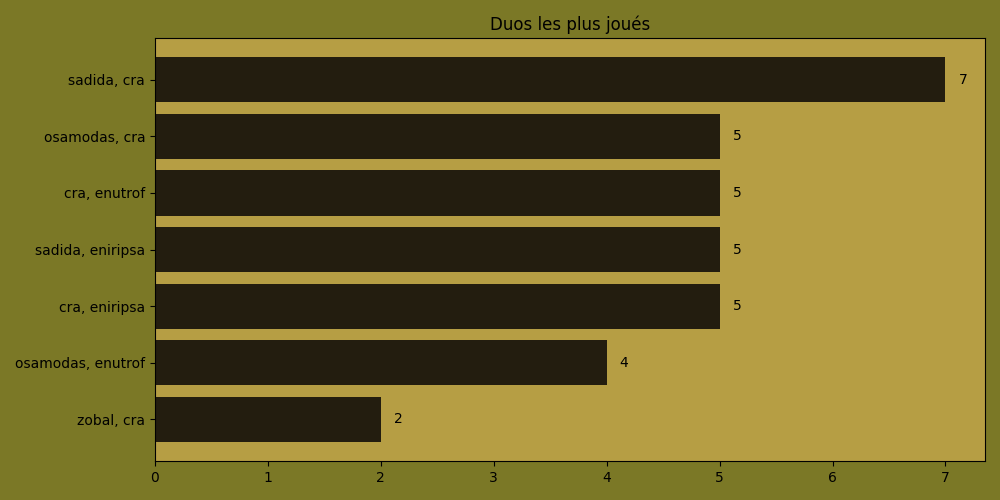 Duos les plus joués
sadida, cra 7
osamodas, cra 5
cra, enutrof 5
sadida, eniripsa 5
cra, eniripsa 5
osamodas, enutrof 4
zobal, cra 2
0 1 2 3 4 5 6 7